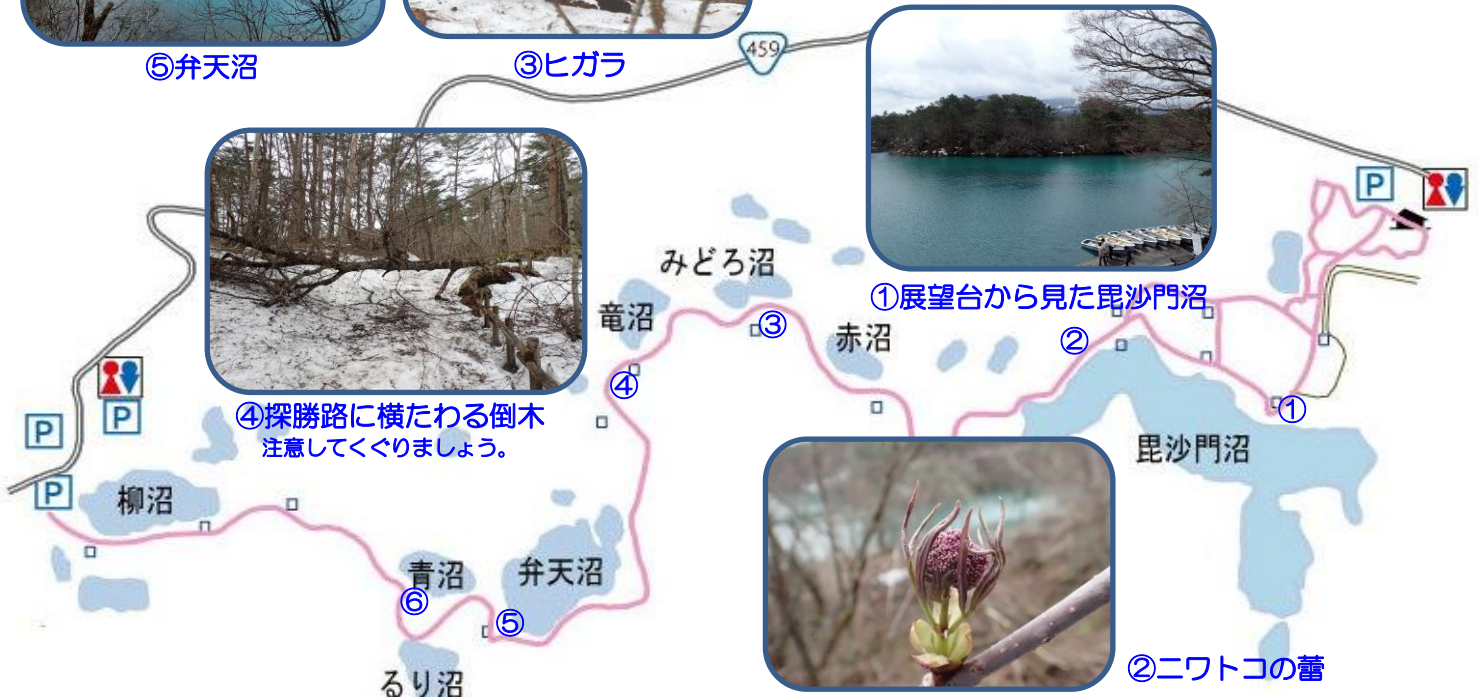 ⑤弁天沼
③ヒガラ
459
P
みどろ沼
①展望台から見た毘沙門沼
竜沼
③
赤沼
②
④
①
P
P
④探勝路に横たわる倒木
注意してくぐりましょう。
毘沙門沼
P
柳沼
青沼
弁天沼
⑥
⑤
るり沼
②ニワトコの蕾